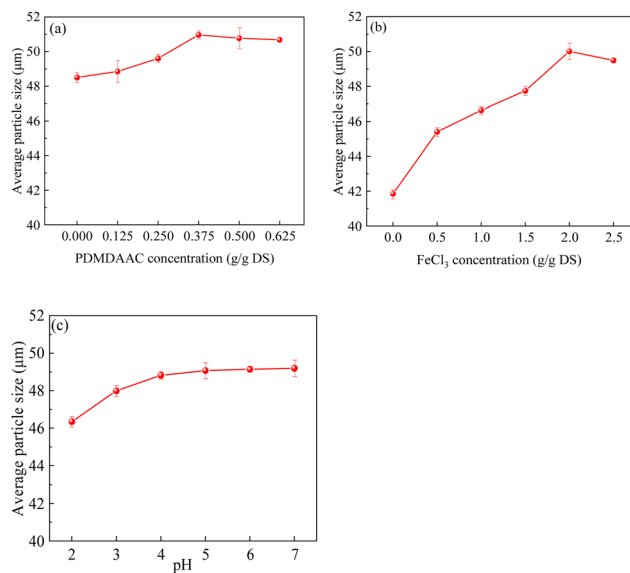 (a)
Average particle size (μm)
52
50
48
46
44
42
40
0.000 0.125 0.250 0.375 0.500 0.625
PDMDAAC concentration (g/g DS)
(b)
Average particle size (μm)
52
50
48
46
44
42
40
0.0 0.5 1.0 1.5 2.0 2.5
FeCl₃ concentration (g/g DS)
(c)
Average particle size (μm)
52
50
48
46
44
42
40
2 3 4 5 6 7
pH